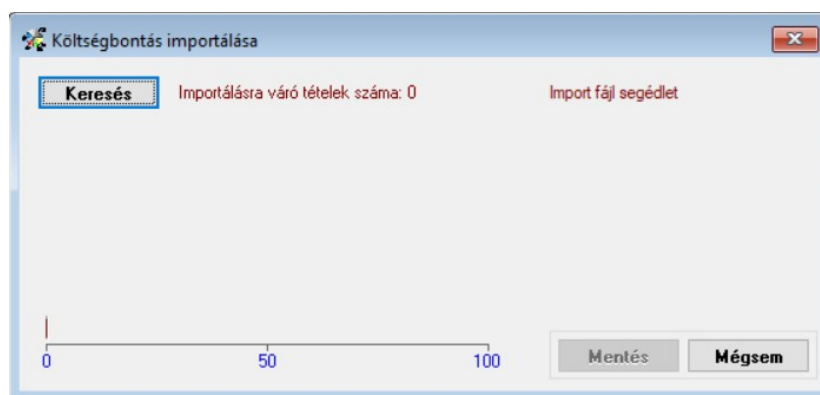 Költségbontás importálása
Keresés Importálásra váró tételek száma: 0 Import fájl segédlet
0 50 100
Mentés Mégsem